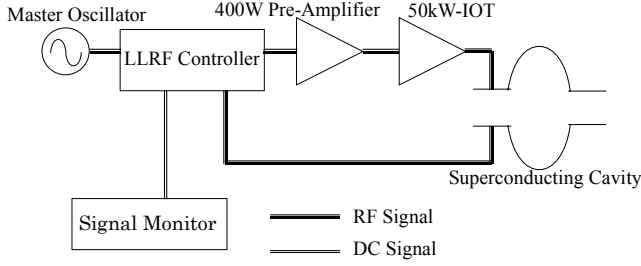 400W Pre-Amplifier
50kW-IOT
Master Oscillator
LLRF Controller
Superconducting Cavity
Signal Monitor
RF Signal
DC Signal